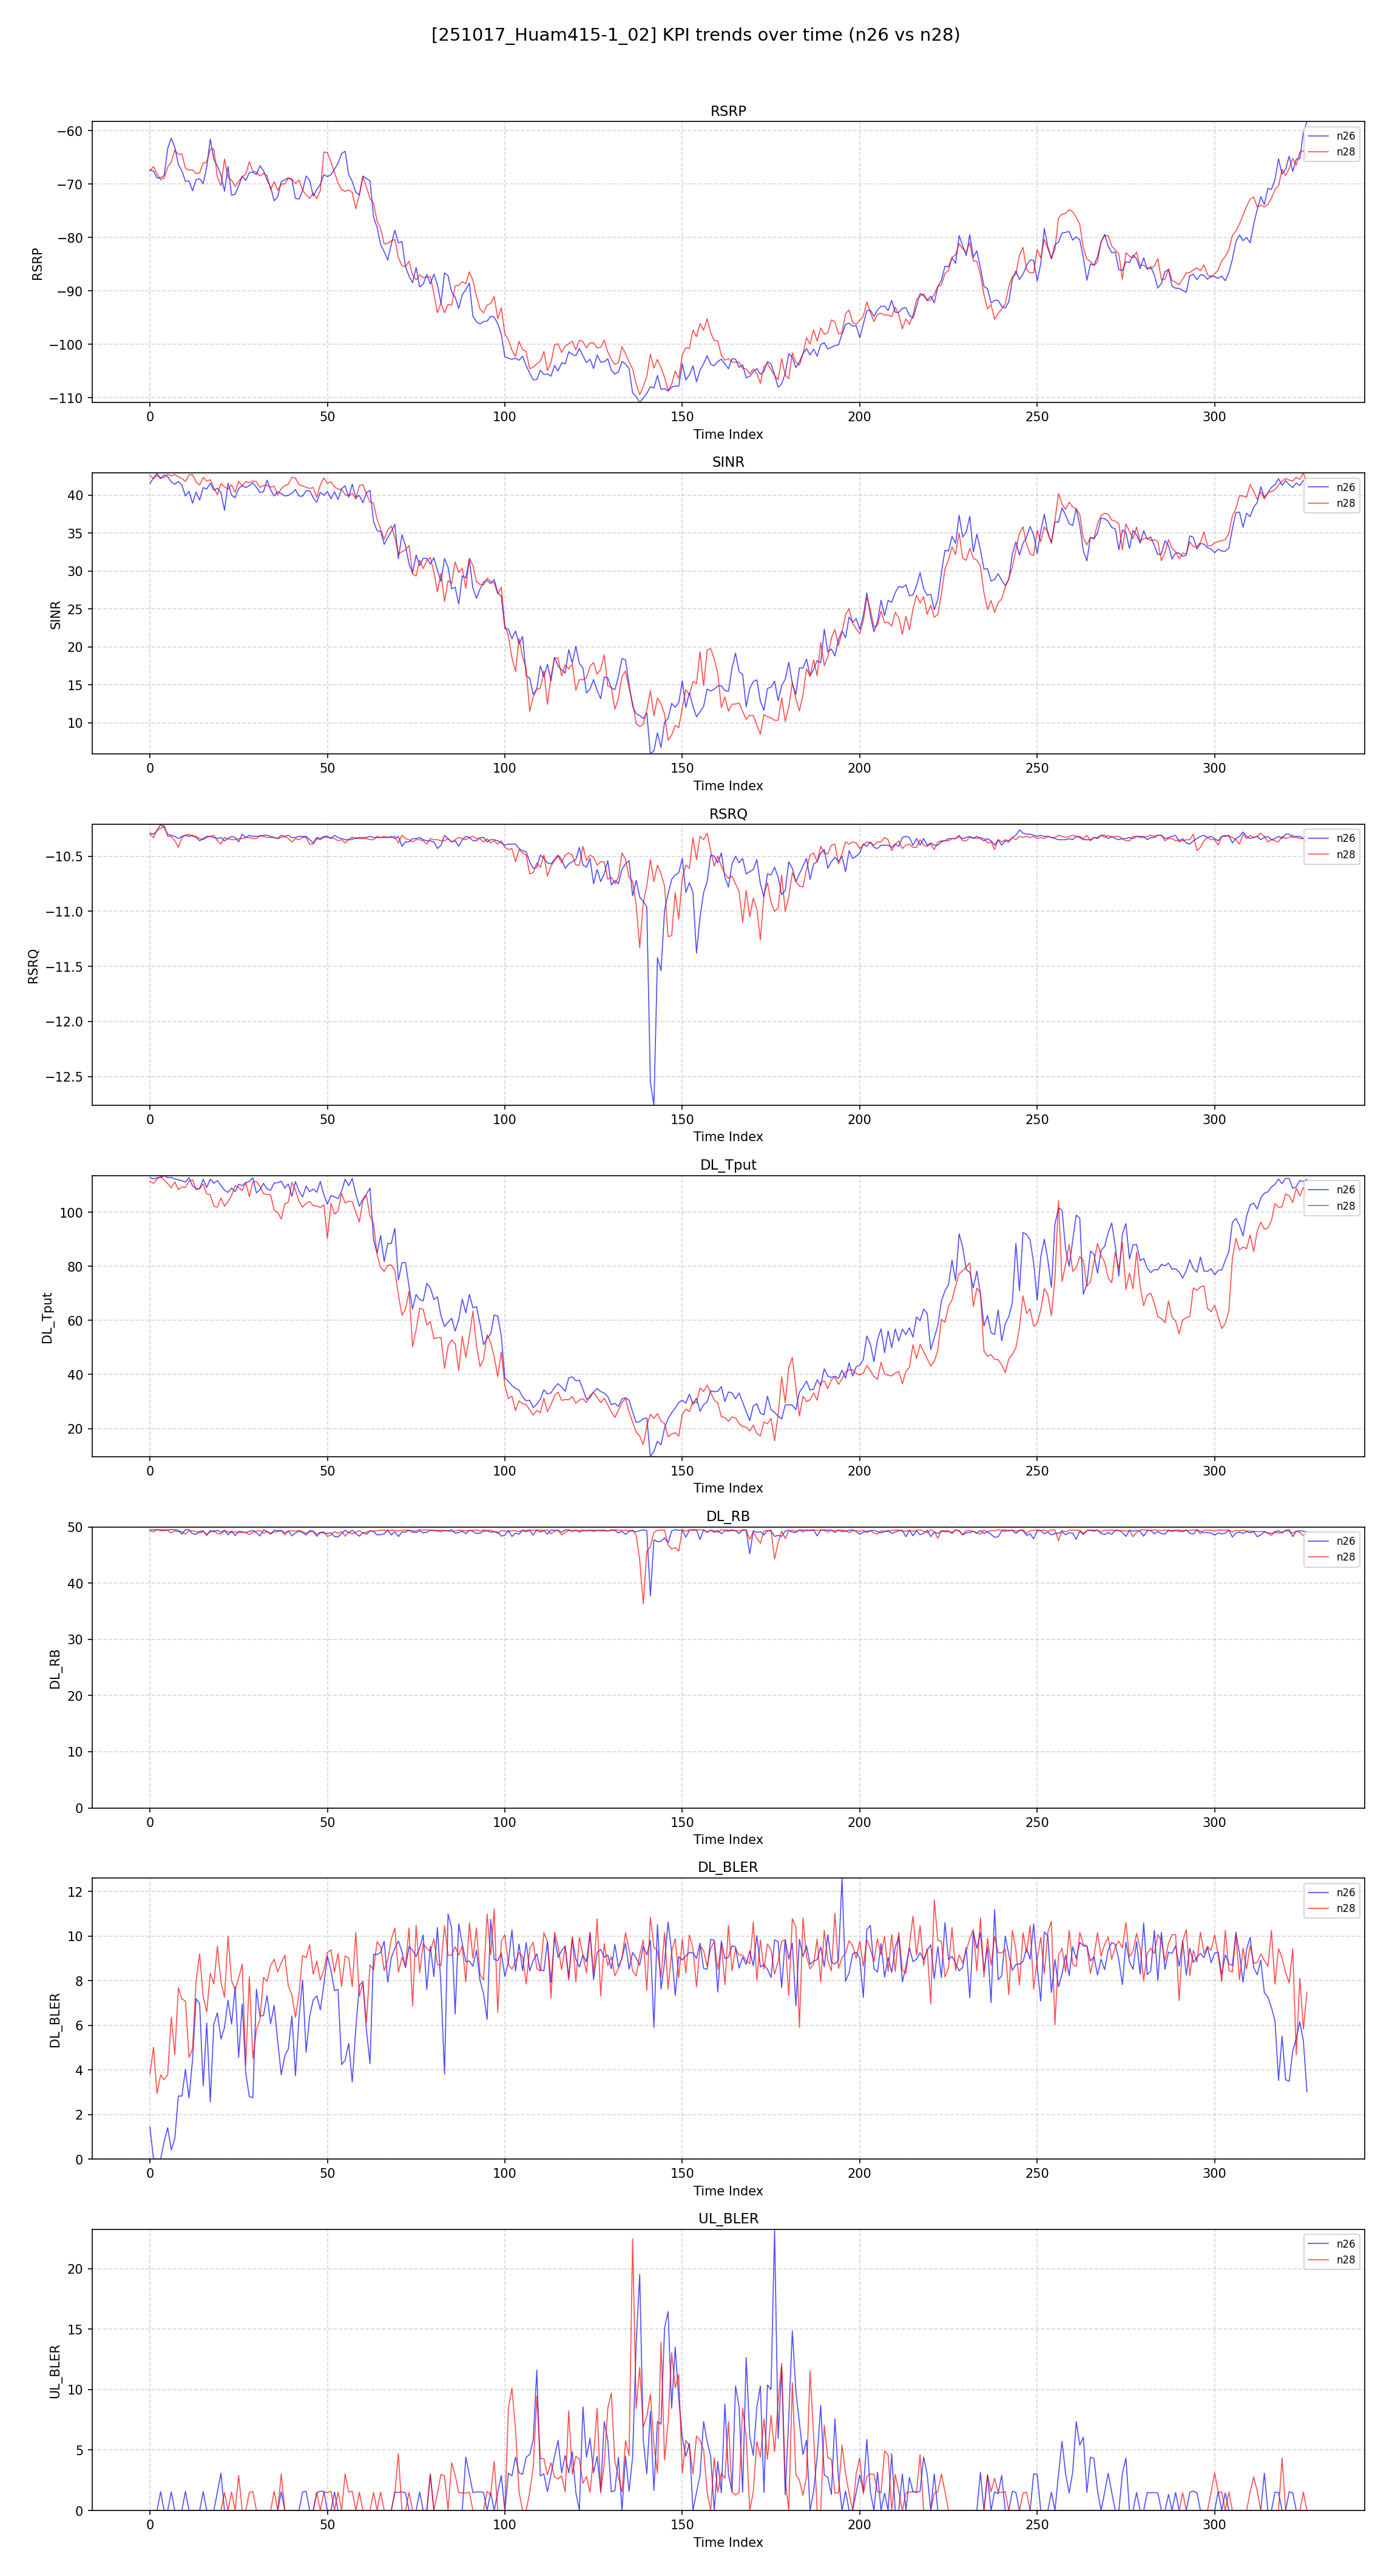 [251017_Huam415-1_02] KPI trends over time (n26 vs n28)
RSRP
−60
−70
−80
−90
−100
−110
RSRP
n26
n28
0 50 100 150 200 250 300
Time Index
SINR
40
35
30
25
20
15
10
SINR
n26
n28
0 50 100 150 200 250 300
Time Index
RSRQ
−10.5
−11.0
−11.5
−12.0
−12.5
RSRQ
n26
n28
0 50 100 150 200 250 300
Time Index
DL_Tput
100
80
60
40
20
DL_Tput
n26
n28
0 50 100 150 200 250 300
Time Index
DL_RB
50
40
30
20
10
0
DL_RB
n26
n28
0 50 100 150 200 250 300
Time Index
DL_BLER
12
10
8
6
4
2
0
DL_BLER
n26
n28
0 50 100 150 200 250 300
Time Index
UL_BLER
20
15
10
5
0
UL_BLER
n26
n28
0 50 100 150 200 250 300
Time Index